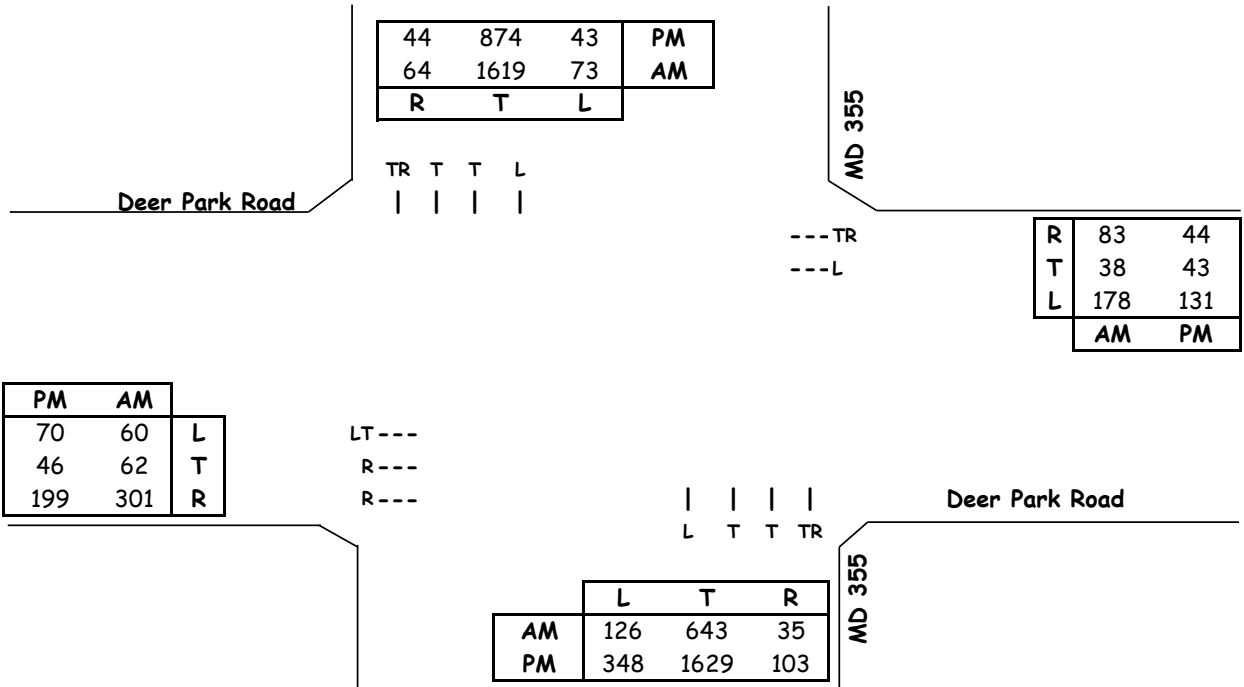 44 874 43 PM
64 1619 73 AM
R T L
MD 355
TR T T L
Deer Park Road
---TR
---L
R 83 44
T 38 43
L 178 131
AM PM
PM AM
70 60 L
46 62 T
199 301 R
LT---
R---
R---
Deer Park Road
L T T TR
MD 355
L T R
AM 126 643 35
PM 348 1629 103